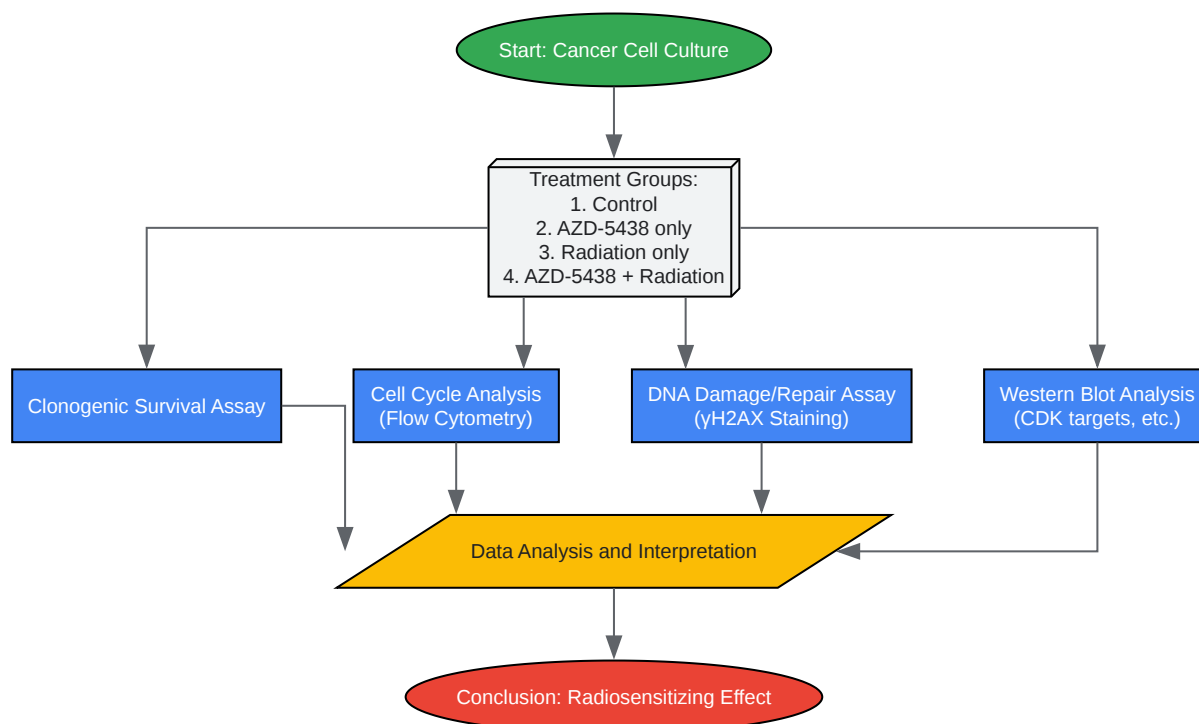 Start: Cancer Cell Culture
Treatment Groups:
1. Control
2. AZD-5438 only
3. Radiation only
4. AZD-5438 + Radiation
Clonogenic Survival Assay
Cell Cycle Analysis
(Flow Cytometry)
DNA Damage/Repair Assay
(γH2AX Staining)
Western Blot Analysis
(CDK targets, etc.)
Data Analysis and Interpretation
Conclusion: Radiosensitizing Effect